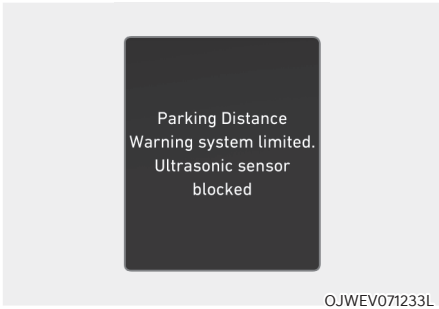 Parking Distance
Warning system limited.
Ultrasonic sensor
blocked
OJWEV071233L